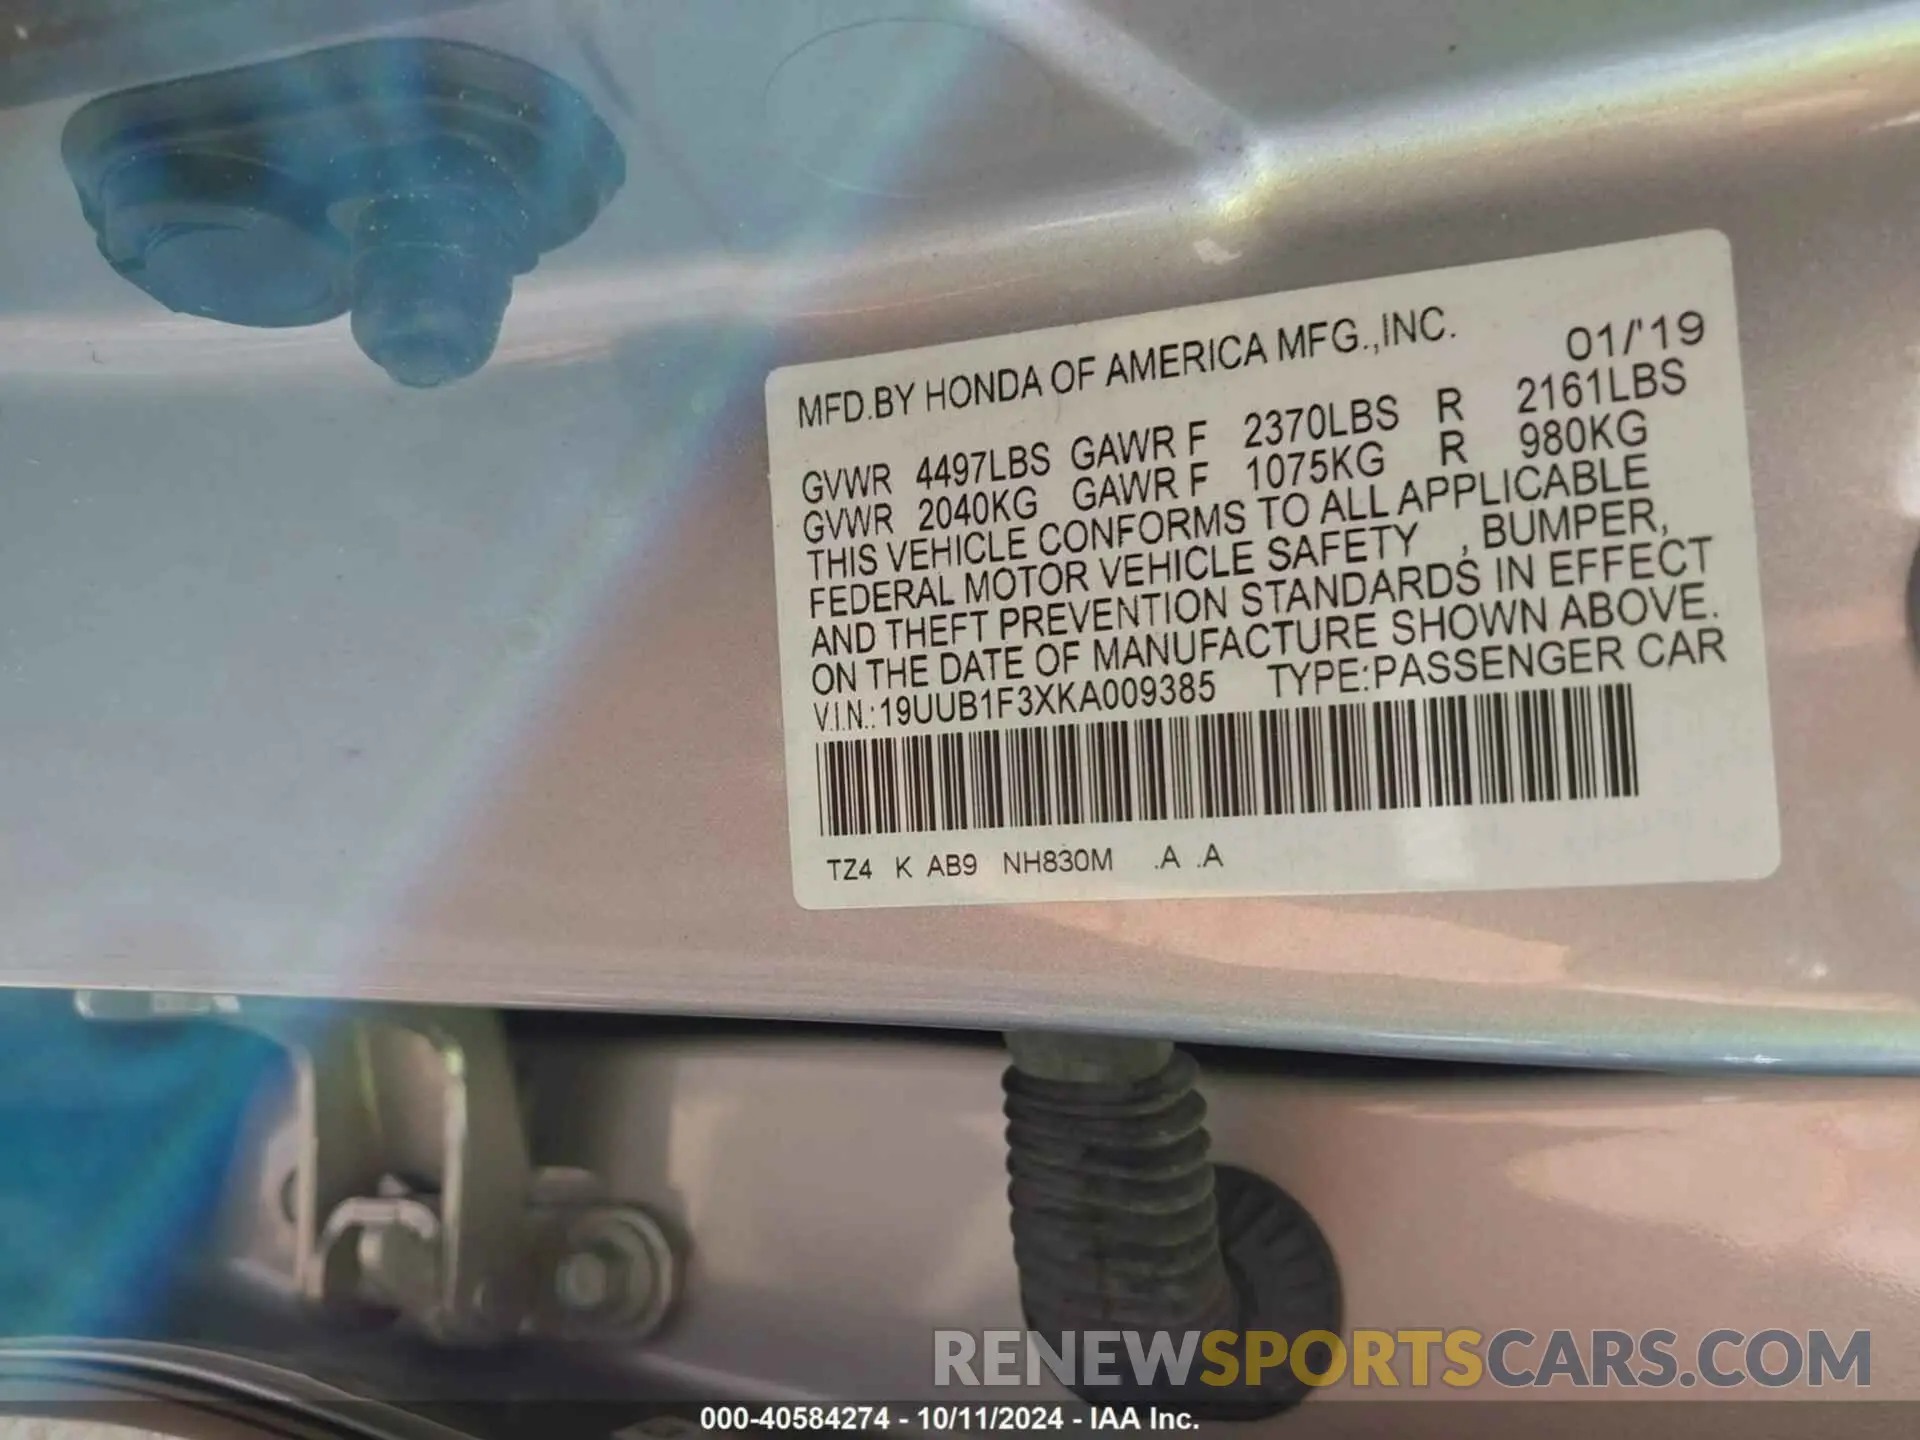 MFD.BY HONDA OF AMERICA MFG.,INC. 01/'19
GVWR 4497LBS GAWR F 2370LBS R 2161LBS
GVWR 2040KG GAWR F 1075KG R 980KG
THIS VEHICLE CONFORMS TO ALL APPLICABLE
FEDERAL MOTOR VEHICLE SAFETY , BUMPER,
AND THEFT PREVENTION STANDARDS IN EFFECT
ON THE DATE OF MANUFACTURE SHOWN ABOVE.
V.I.N.:19UUB1F3XKA009385 TYPE:PASSENGER CAR
TZ4 K AB9 NH830M .A .A
RENEWSPORTSCARS.COM
000-40584274 - 10/11/2024 - IAA Inc.